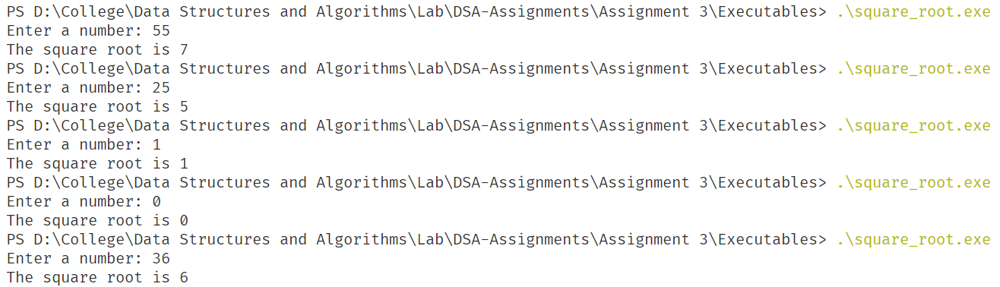 PS D:\College\Data Structures and Algorithms\Lab\DSA-Assignments\Assignment 3\Executables> .\square_root.exe
Enter a number: 55
The square root is 7
PS D:\College\Data Structures and Algorithms\Lab\DSA-Assignments\Assignment 3\Executables> .\square_root.exe
Enter a number: 25
The square root is 5
PS D:\College\Data Structures and Algorithms\Lab\DSA-Assignments\Assignment 3\Executables> .\square_root.exe
Enter a number: 1
The square root is 1
PS D:\College\Data Structures and Algorithms\Lab\DSA-Assignments\Assignment 3\Executables> .\square_root.exe
Enter a number: 0
The square root is 0
PS D:\College\Data Structures and Algorithms\Lab\DSA-Assignments\Assignment 3\Executables> .\square_root.exe
Enter a number: 36
The square root is 6